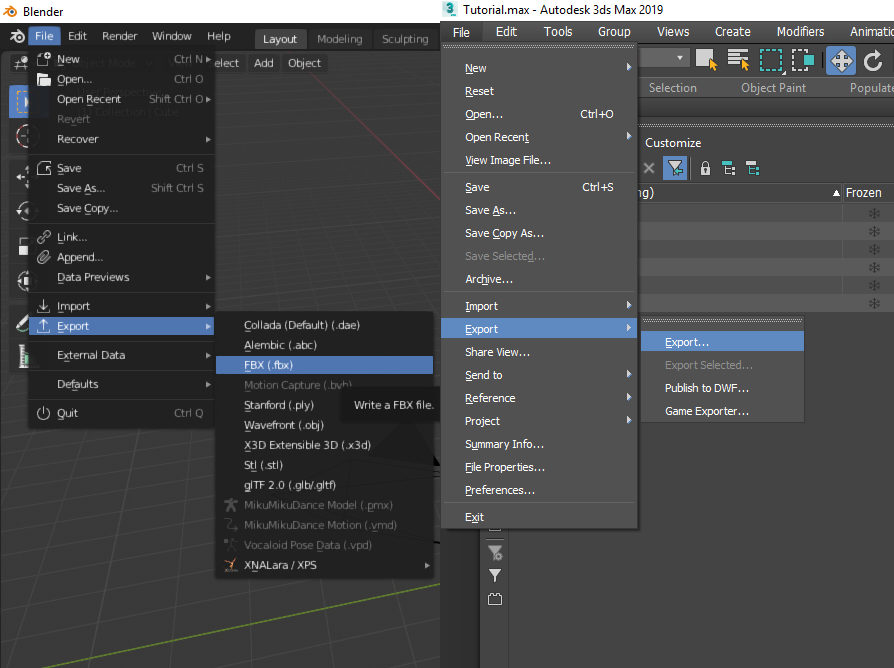 Blender
File Edit Render Window Help Layout Modeling Sculpting
elect Add Object
New Ctrl N
Open... Ctrl O
Open Recent Shift Ctrl O
Revert
Recover
Save Ctrl S
Save As... Shift Ctrl S
Save Copy...
Link...
Append...
Data Previews
Import
Export
External Data
Defaults
Quit Ctrl Q
Collada (Default) (.dae)
Alembic (.abc)
FBX (.fbx)
Motion Capture (.bvh)
Stanford (.ply)
Wavefront (.obj)
X3D Extensible 3D (.x3d)
Stl (.stl)
glTF 2.0 (.glb/.gltf)
MikuMikuDance Model (.pmx)
MikuMikuDance Motion (.vmd)
Vocaloid Pose Data (.vpd)
XNALara / XPS
Write a FBX file.
3 Tutorial.max - Autodesk 3ds Max 2019
MAX
File Edit Tools Group Views Create Modifiers Animatio
Selection Object Paint Populate
Customize
ng) Frozen
New
Reset
Open... Ctrl+O
Open Recent
View Image File...
Save Ctrl+S
Save As...
Save Copy As...
Save Selected...
Archive...
Import
Export
Share View...
Send to
Reference
Project
Summary Info...
File Properties...
Preferences...
Exit
Export...
Export Selected...
Publish to DWF...
Game Exporter...